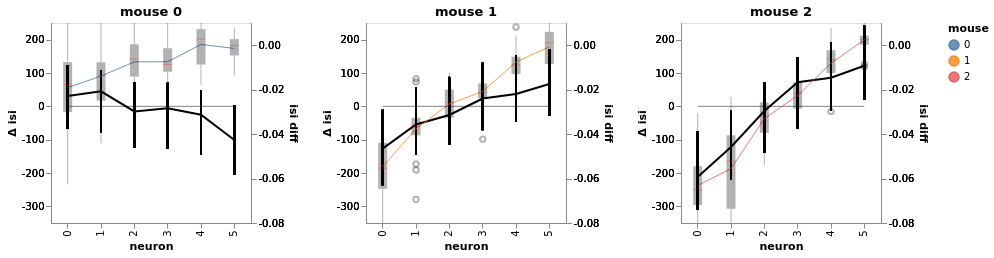 mouse 0
mouse 1
mouse 2
mouse
0
1
2
200
100
0
-100
-200
-300
Δ isi
0.00
-0.02
-0.04
-0.06
-0.08
isi diff
0 1 2 3 4 5
neuron
200
100
0
-100
-200
-300
Δ isi
0.00
-0.02
-0.04
-0.06
-0.08
isi diff
0 1 2 3 4 5
neuron
200
100
0
-100
-200
-300
Δ isi
0.00
-0.02
-0.04
-0.06
-0.08
isi diff
0 1 2 3 4 5
neuron